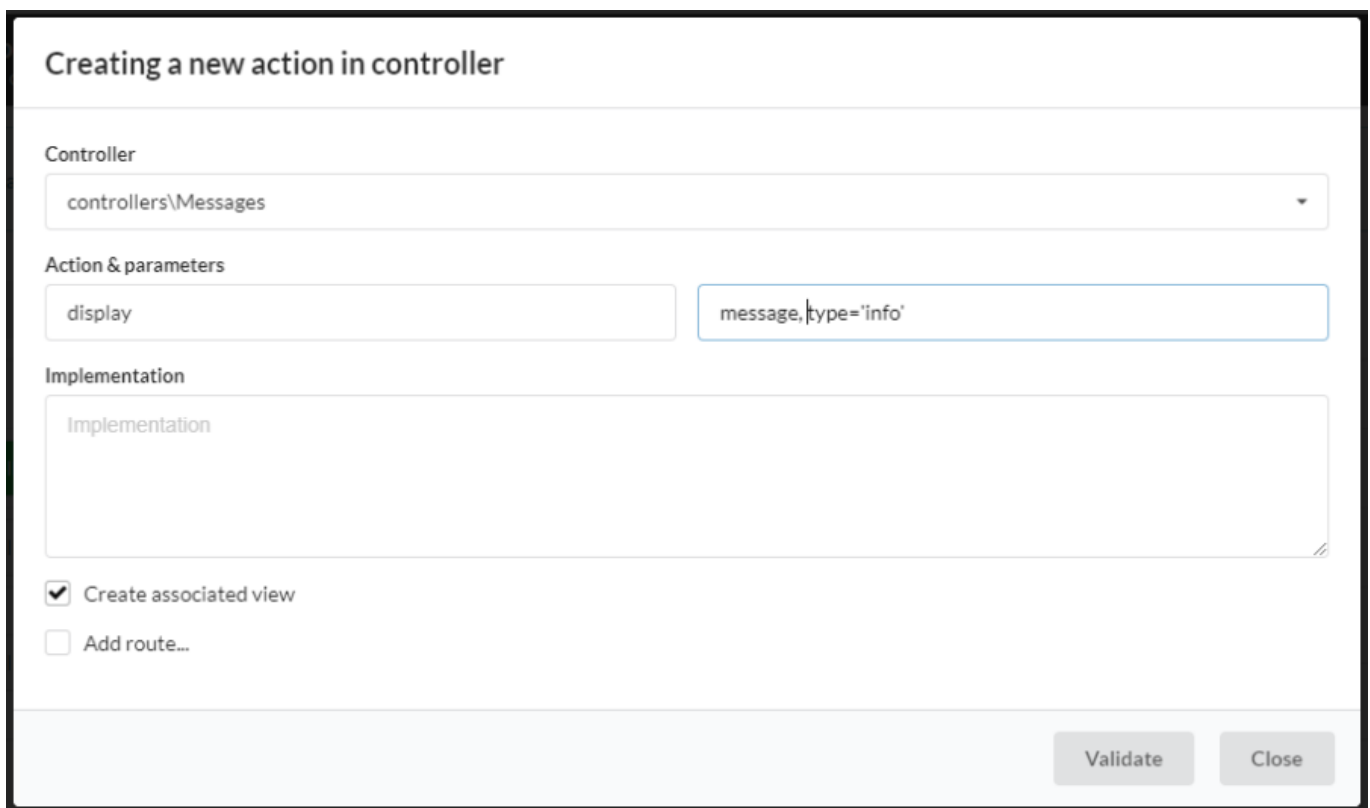 Creating a new action in controller
Controller
controllers\Messages
Action & parameters
display
message, type='info'
Implementation
Implementation
Create associated view
Add route...
Validate
Close